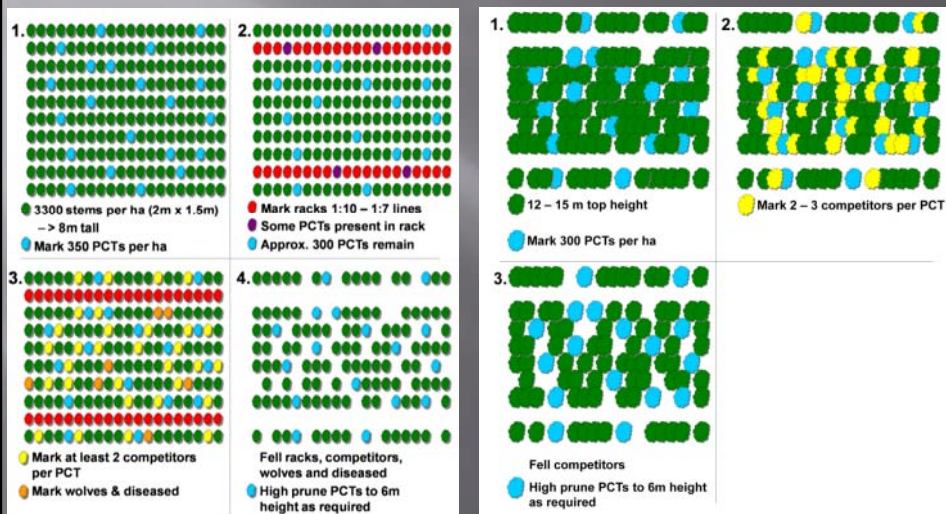 1.
3300 stems per ha (2m x 1.5m)
–> 8m tall
Mark 350 PCTs per ha
2.
Mark racks 1:10 – 1:7 lines
Some PCTs present in rack
Approx. 300 PCTs remain
3.
Mark at least 2 competitors
per PCT
Mark wolves & diseased
4.
Fell racks, competitors,
wolves and diseased
High prune PCTs to 6m
height as required
1.
12 – 15 m top height
Mark 300 PCTs per ha
2.
Mark 2 – 3 competitors per PCT
3.
Fell competitors
High prune PCTs to 6m height
as required